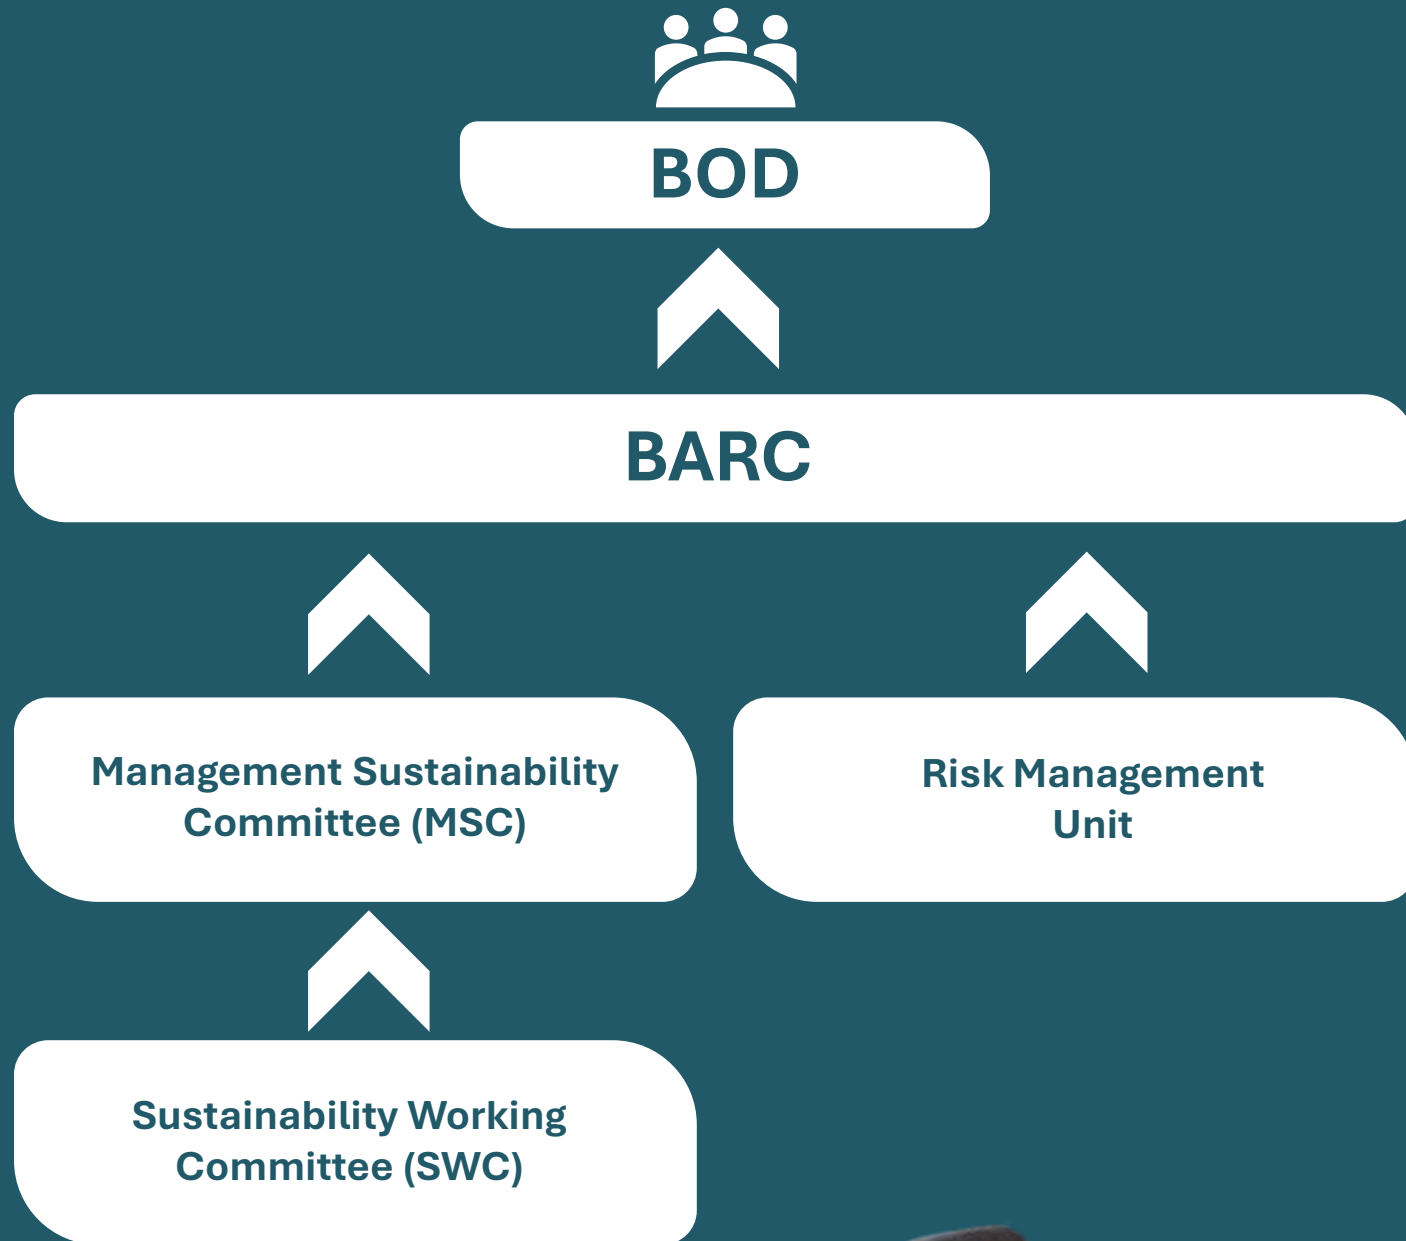 BOD
BARC
Management Sustainability
Committee (MSC)
Risk Management
Unit
Sustainability Working
Committee (SWC)